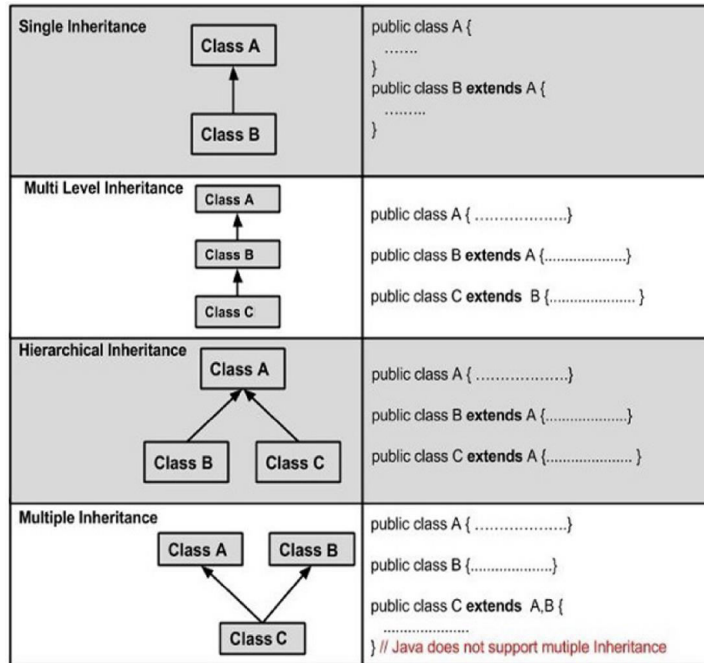 Single Inheritance
Class A
Class B
public class A {
.......
}
public class B extends A {
.........
}
Multi Level Inheritance
Class A
Class B
Class C
public class A { ....................}
public class B extends A {....................}
public class C extends B {..................... }
Hierarchical Inheritance
Class A
Class B
Class C
public class A { ....................}
public class B extends A {....................}
public class C extends A {..................... }
Multiple Inheritance
Class A
Class B
Class C
public class A { ....................}
public class B {....................}
public class C extends A,B {
.....................
} // Java does not support mutiple Inheritance